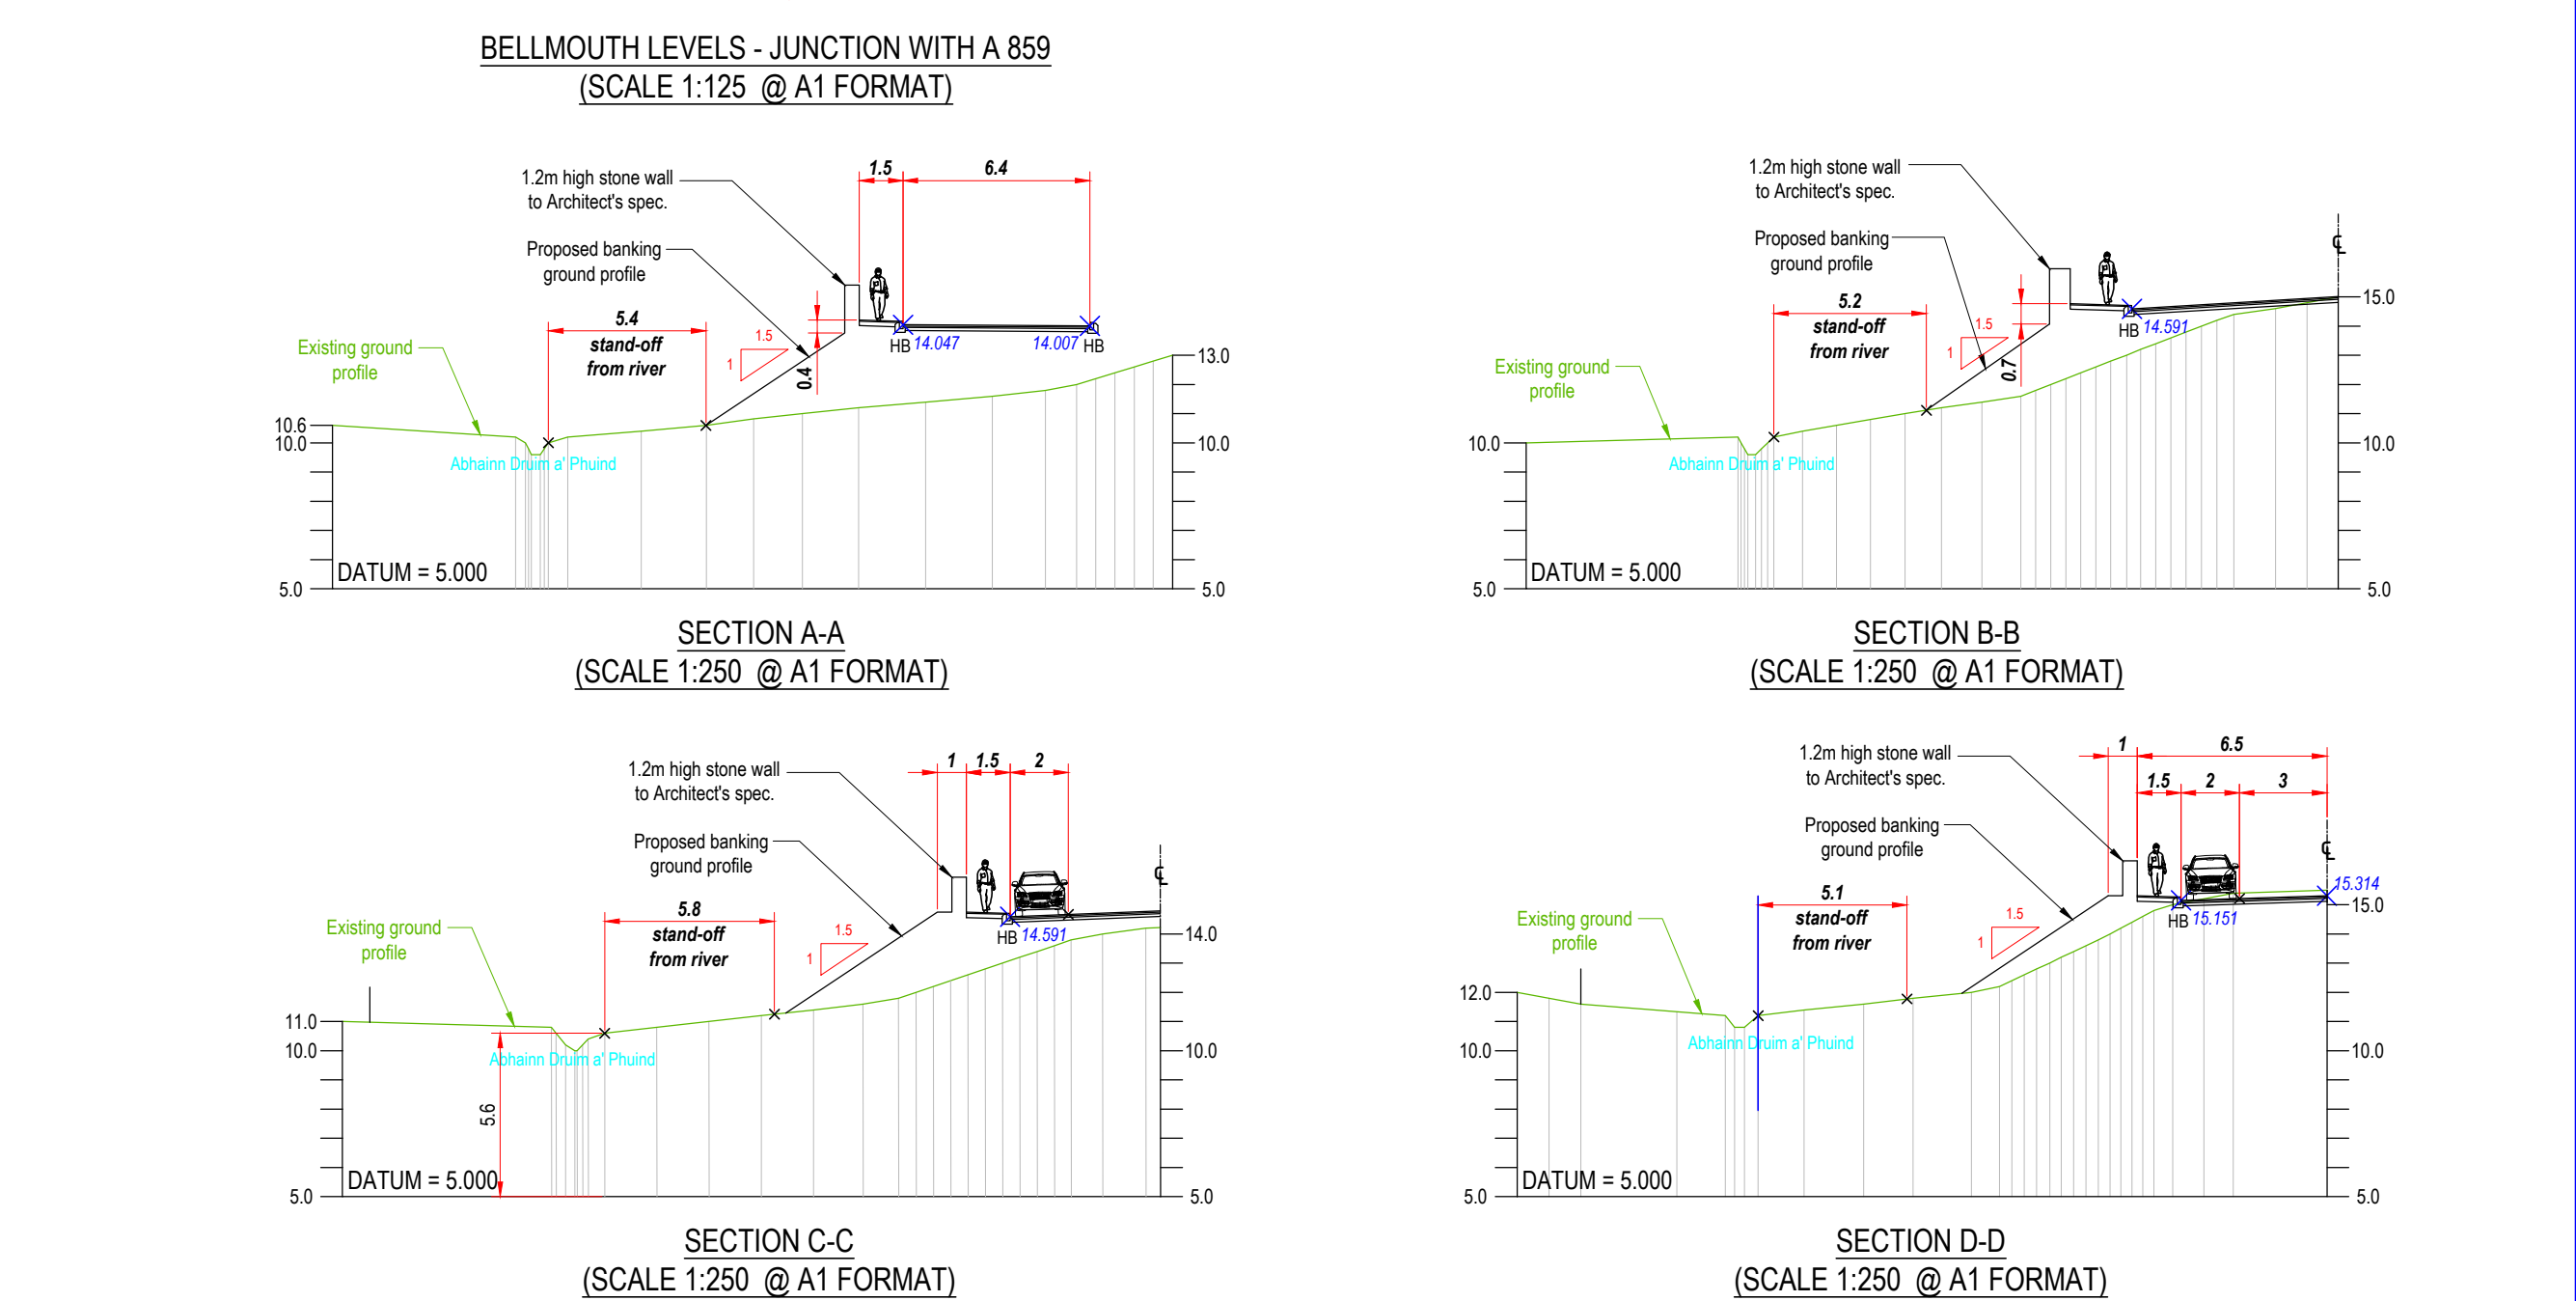 BELLMOUTH LEVELS - JUNCTION WITH A 859
(SCALE 1:125 @ A1 FORMAT)
1.2m high stone wall
to Architect's spec.
Proposed banking
ground profile
1.5
6.4
5.4
stand-off
from river
1.5
1
0.4
HB
14.047
14.007
HB
Existing ground
profile
10.6
10.0
13.0
10.0
Abhainn Druim a' Phuind
DATUM = 5.000
5.0
5.0
SECTION A-A
(SCALE 1:250 @ A1 FORMAT)
1.2m high stone wall
to Architect's spec.
Proposed banking
ground profile
5.2
stand-off
from river
1.5
1
0.7
HB
14.591
℄
15.0
Existing ground
profile
10.0
10.0
Abhainn Druim a' Phuind
DATUM = 5.000
5.0
5.0
SECTION B-B
(SCALE 1:250 @ A1 FORMAT)
1.2m high stone wall
to Architect's spec.
Proposed banking
ground profile
1
1.5
2
5.8
stand-off
from river
1.5
1
HB
14.591
℄
14.0
Existing ground
profile
11.0
10.0
10.0
Abhainn Druim a' Phuind
5.6
DATUM = 5.000
5.0
5.0
SECTION C-C
(SCALE 1:250 @ A1 FORMAT)
1.2m high stone wall
to Architect's spec.
Proposed banking
ground profile
1
6.5
1.5
2
3
5.1
stand-off
from river
1.5
1
HB
15.151
℄
15.314
15.0
Existing ground
profile
12.0
10.0
10.0
Abhainn Druim a' Phuind
DATUM = 5.000
5.0
5.0
SECTION D-D
(SCALE 1:250 @ A1 FORMAT)